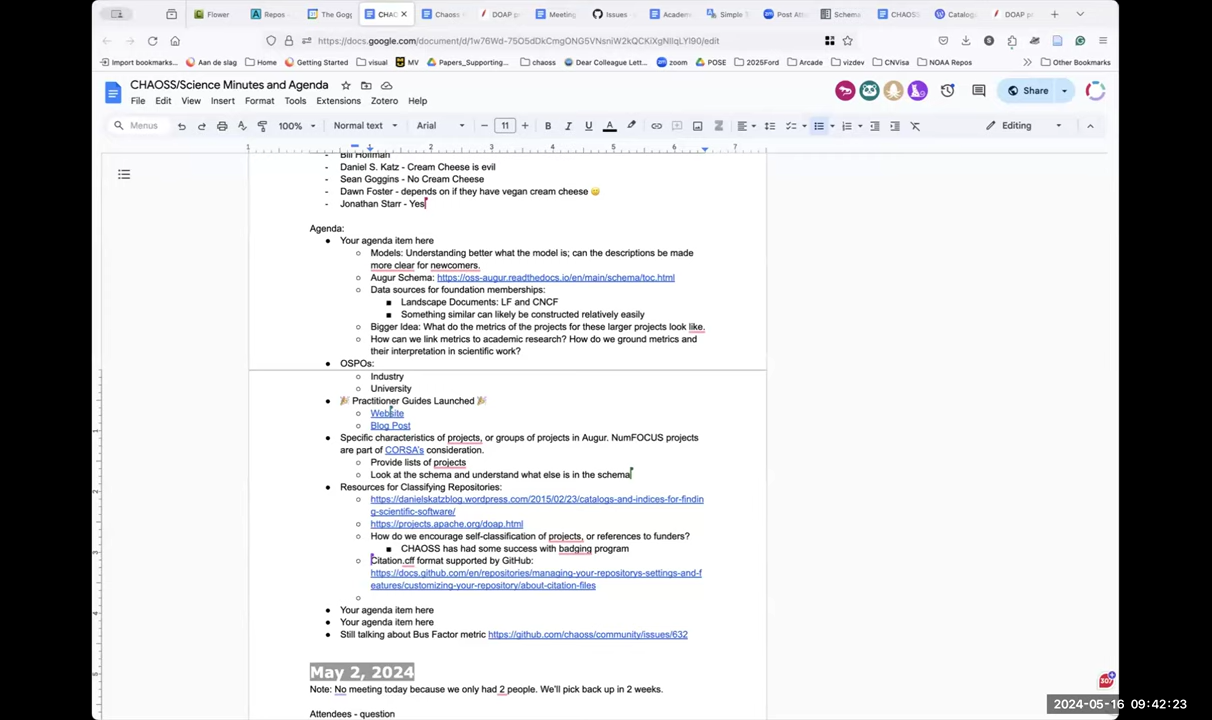 Flower
Repos
The Gogg
CHAO
Chaoss
DOAP p
Meeting
Issues
Academ
Simple T
Post Att
Schema
CHAOSS
Catalog
DOAP p
https://docs.google.com/document/d/1w76Wd-75O5dDkCmgONG5VNsniW2kQCKiXgNllqLYl90/edit
Import bookmarks...
Aan de slag
Home
Getting Started
visual
MV
Papers_Supporting...
chaoss
Dear Colleague Lett...
zoom
POSE
2025Ford
Arcade
vizdev
CNVisa
NOAA Repos
Other Bookmarks
CHAOSS/Science Minutes and Agenda
File Edit View Insert Format Tools Extensions Zotero Help
Share
Menus
100%
Normal text
Arial
11
Editing
1 1 2 3 4 5 6 7
Bill Hoffman
- Daniel S. Katz - Cream Cheese is evil
- Sean Goggins - No Cream Cheese
- Dawn Foster - depends on if they have vegan cream cheese 🙂
- Jonathan Starr - Yes
Agenda:
● Your agenda item here
○ Models: Understanding better what the model is; can the descriptions be made
more clear for newcomers.
○ Augur Schema: https://oss-augur.readthedocs.io/en/main/schema/toc.html
○ Data sources for foundation memberships:
■ Landscape Documents: LF and CNCF
■ Something similar can likely be constructed relatively easily
○ Bigger Idea: What do the metrics of the projects for these larger projects look like.
○ How can we link metrics to academic research? How do we ground metrics and
their interpretation in scientific work?
● OSPOs:
○ Industry
○ University
● 🎉 Practitioner Guides Launched 🎉
○ Website
○ Blog Post
● Specific characteristics of projects, or groups of projects in Augur. NumFOCUS projects
are part of CORSA's consideration.
○ Provide lists of projects
○ Look at the schema and understand what else is in the schema
● Resources for Classifying Repositories:
○ https://danielskatzblog.wordpress.com/2015/02/23/catalogs-and-indices-for-findin
g-scientific-software/
○ https://projects.apache.org/doap.html
○ How do we encourage self-classification of projects, or references to funders?
■ CHAOSS has had some success with badging program
○ Citation.cff format supported by GitHub:
https://docs.github.com/en/repositories/managing-your-repositorys-settings-and-f
eatures/customizing-your-repository/about-citation-files
○
● Your agenda item here
● Your agenda item here
● Still talking about Bus Factor metric https://github.com/chaoss/community/issues/632
May 2, 2024
Note: No meeting today because we only had 2 people. We'll pick back up in 2 weeks.
Attendees - question
307
2024-05-16 09:42:23